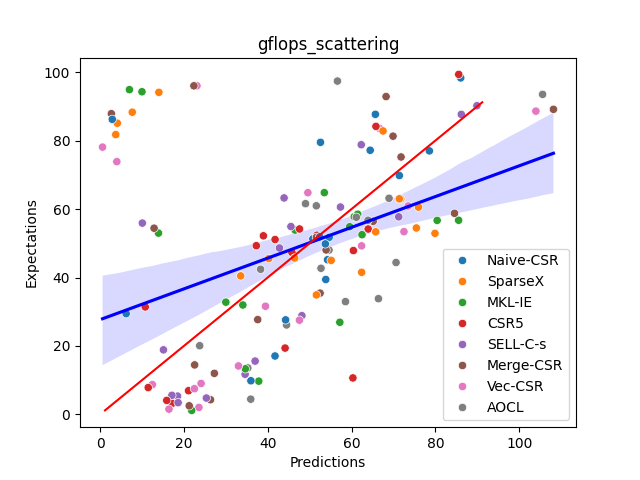 gflops_scattering
Expectations
100
80
60
40
20
0
0 20 40 60 80 100
Predictions
Naive-CSR
SparseX
MKL-IE
CSR5
SELL-C-s
Merge-CSR
Vec-CSR
AOCL